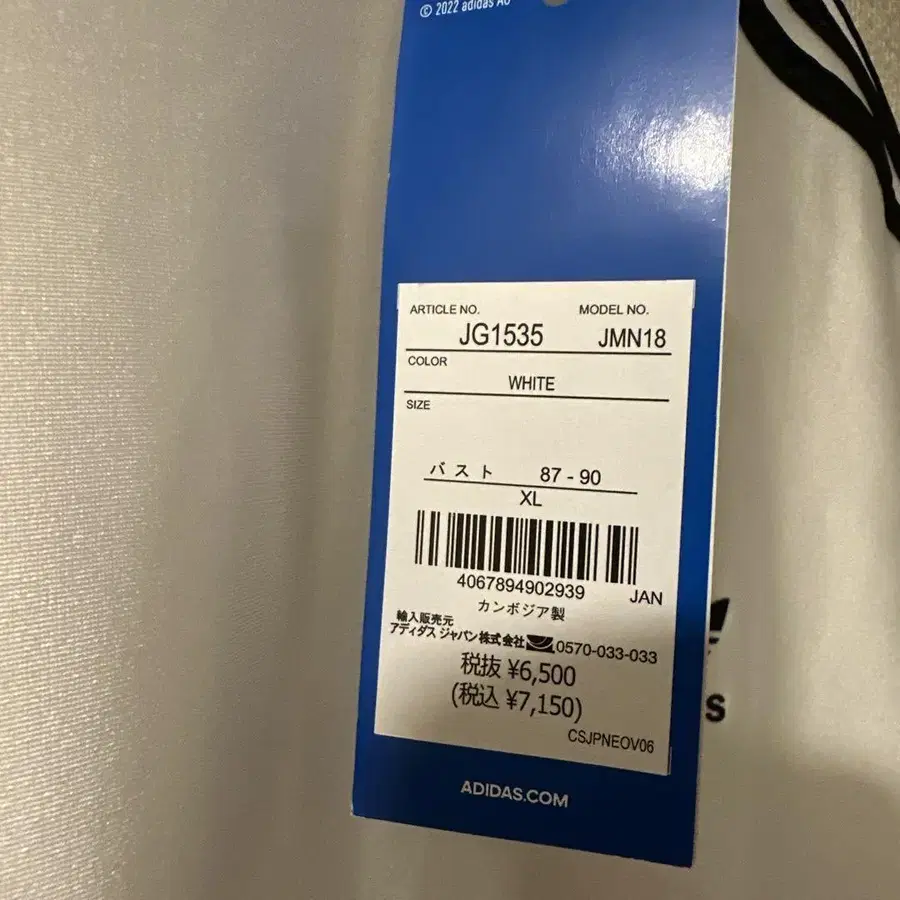 © 2022 adidas AG
ARTICLE NO. MODEL NO.
JG1535 JMN18
COLOR
WHITE
SIZE
バスト 87 - 90
XL
4067894902939 JAN
カンボジア製
輸入販売元
アディダス ジャパン株式会社 0570-033-033
税抜 ¥6,500
(税込 ¥7,150)
CSJPNEOV06
ADIDAS.COM
S